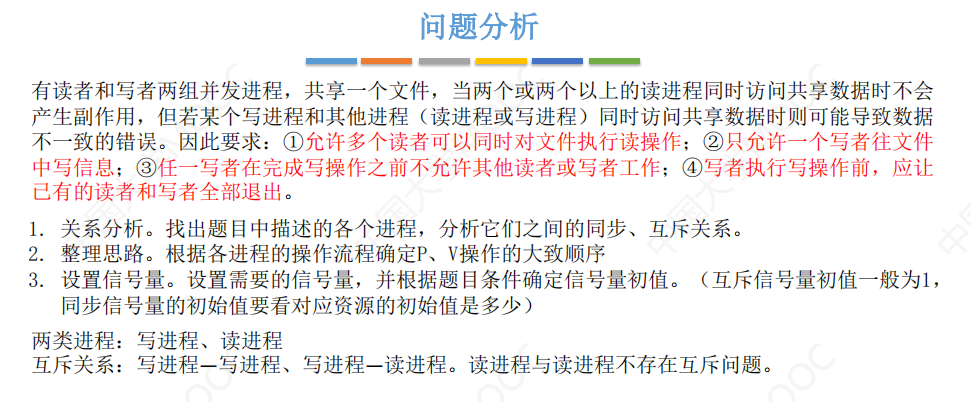 问题分析
有读者和写者两组并发进程，共享一个文件，当两个或两个以上的读进程同时访问共享数据时不会
产生副作用，但若某个写进程和其他进程（读进程或写进程）同时访问共享数据时则可能导致数据
不一致的错误。因此要求：①允许多个读者可以同时对文件执行读操作；②只允许一个写者往文件
中写信息；③任一写者在完成写操作之前不允许其他读者或写者工作；④写者执行写操作前，应让
已有的读者和写者全部退出。
1. 关系分析。找出题目中描述的各个进程，分析它们之间的同步、互斥关系。
2. 整理思路。根据各进程的操作流程确定P、V操作的大致顺序
3. 设置信号量。设置需要的信号量，并根据题目条件确定信号量初值。（互斥信号量初值一般为1，
同步信号量的初始值要看对应资源的初始值是多少）
两类进程：写进程、读进程
互斥关系：写进程—写进程、写进程—读进程。读进程与读进程不存在互斥问题。